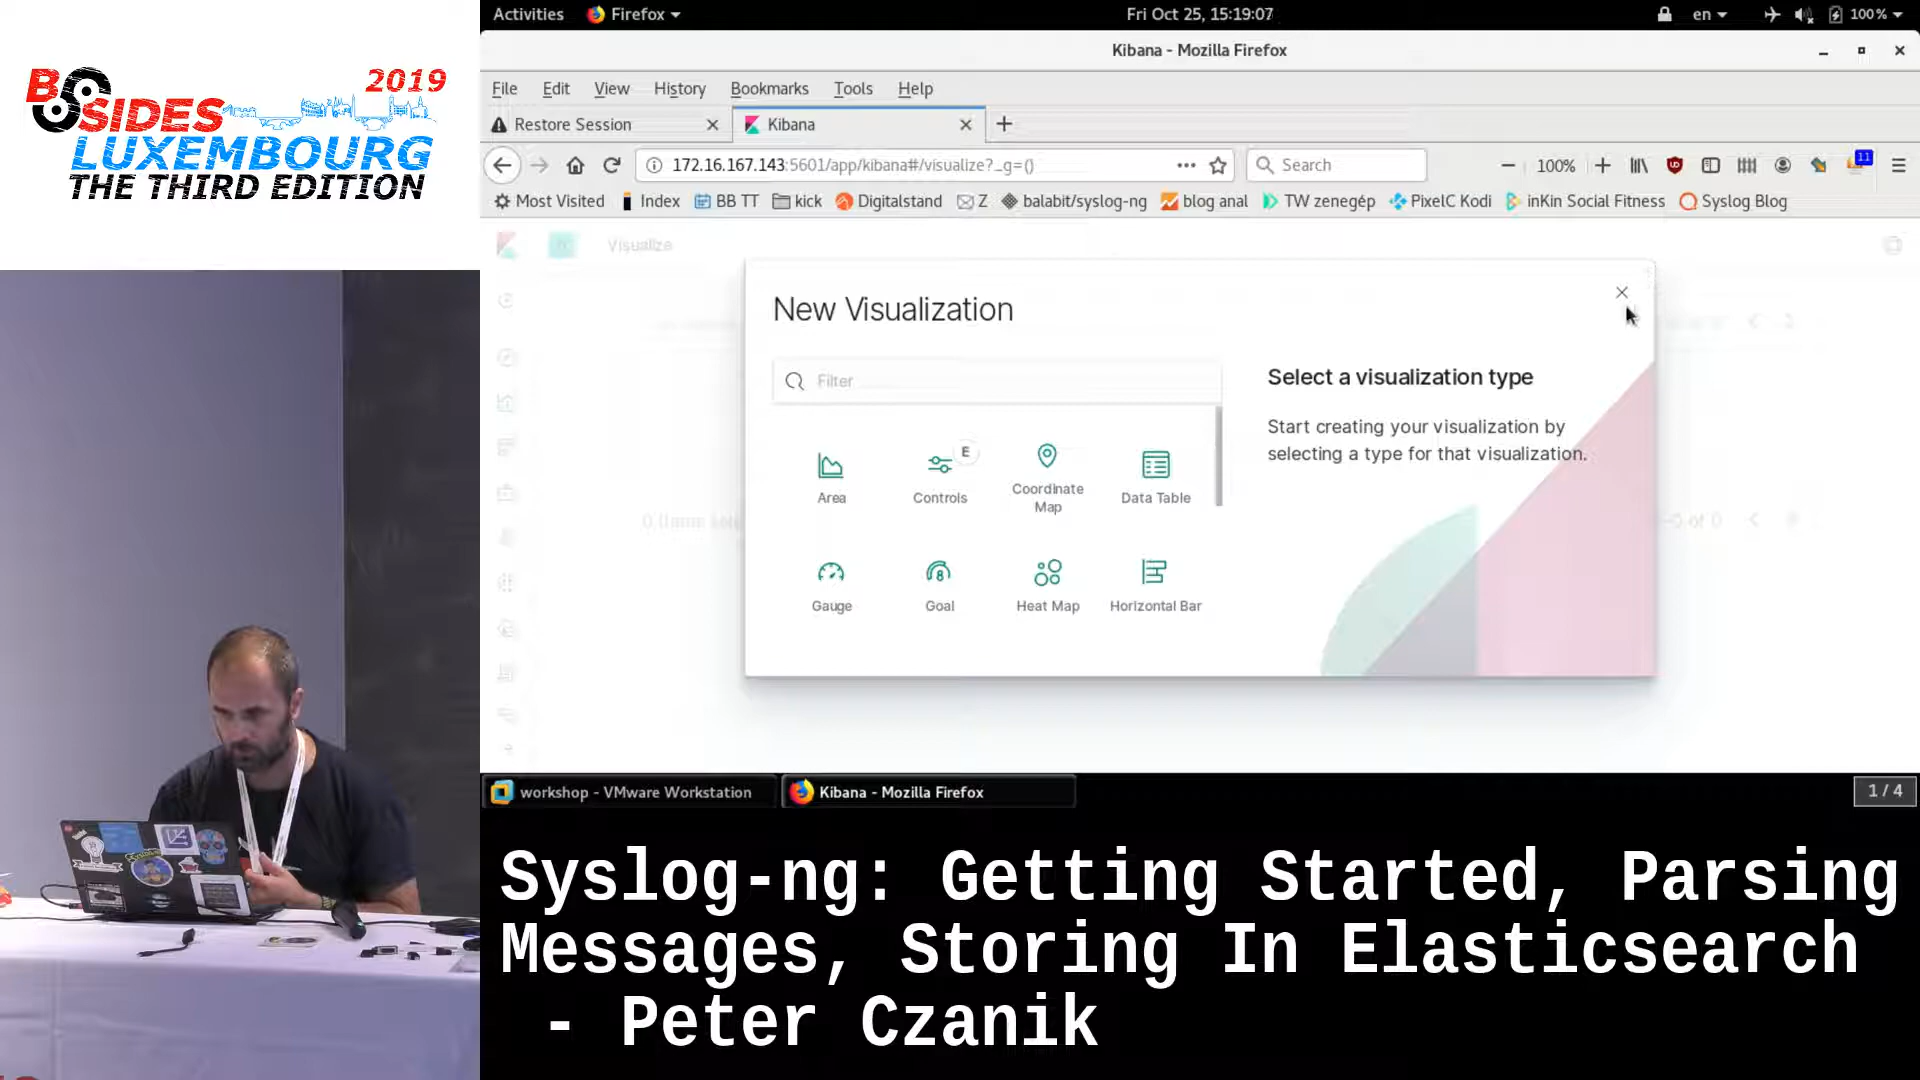 BSIDES 2019
LUXEMBOURG
THE THIRD EDITION
Activities Firefox Fri Oct 25, 15:19:07 en 100%
Kibana - Mozilla Firefox
File Edit View History Bookmarks Tools Help
Restore Session Kibana
172.16.167.143:5601/app/kibana#/visualize?_g=() Search 100% 11
Most Visited Index BB TT kick Digitalstand Z balabit/syslog-ng blog anal TW zenegép PixelC Kodi inKin Social Fitness Syslog Blog
Visualize
New Visualization
Filter
Select a visualization type
Start creating your visualization by
selecting a type for that visualization.
E
Area Controls Coordinate Map Data Table
8
Gauge Goal Heat Map Horizontal Bar
workshop - VMware Workstation Kibana - Mozilla Firefox 1 / 4
Syslog-ng: Getting Started, Parsing
Messages, Storing In Elasticsearch
- Peter Czanik